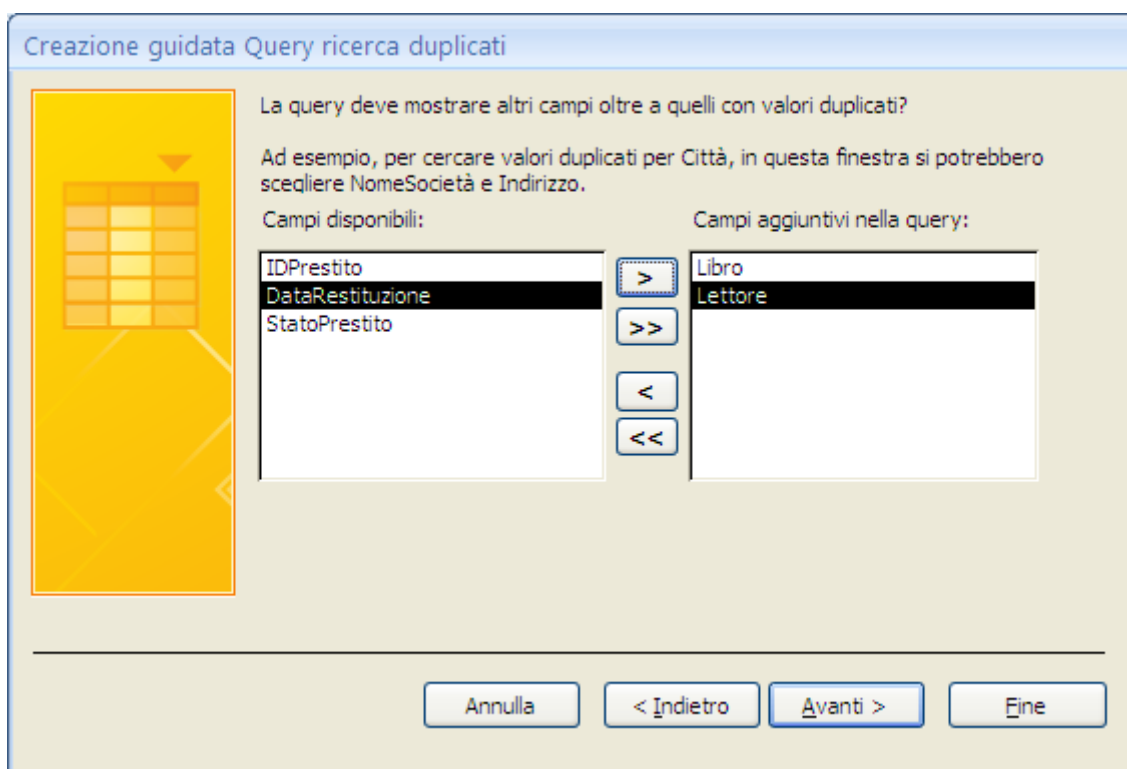 Creazione guidata Query ricerca duplicati
La query deve mostrare altri campi oltre a quelli con valori duplicati?
Ad esempio, per cercare valori duplicati per Città, in questa finestra si potrebbero
scegliere NomeSocietà e Indirizzo.
Campi disponibili:
Campi aggiuntivi nella query:
IDPrestito
DataRestituzione
StatoPrestito
>
>>
<
<<
Libro
Lettore
Annulla
< Indietro
Avanti >
Fine